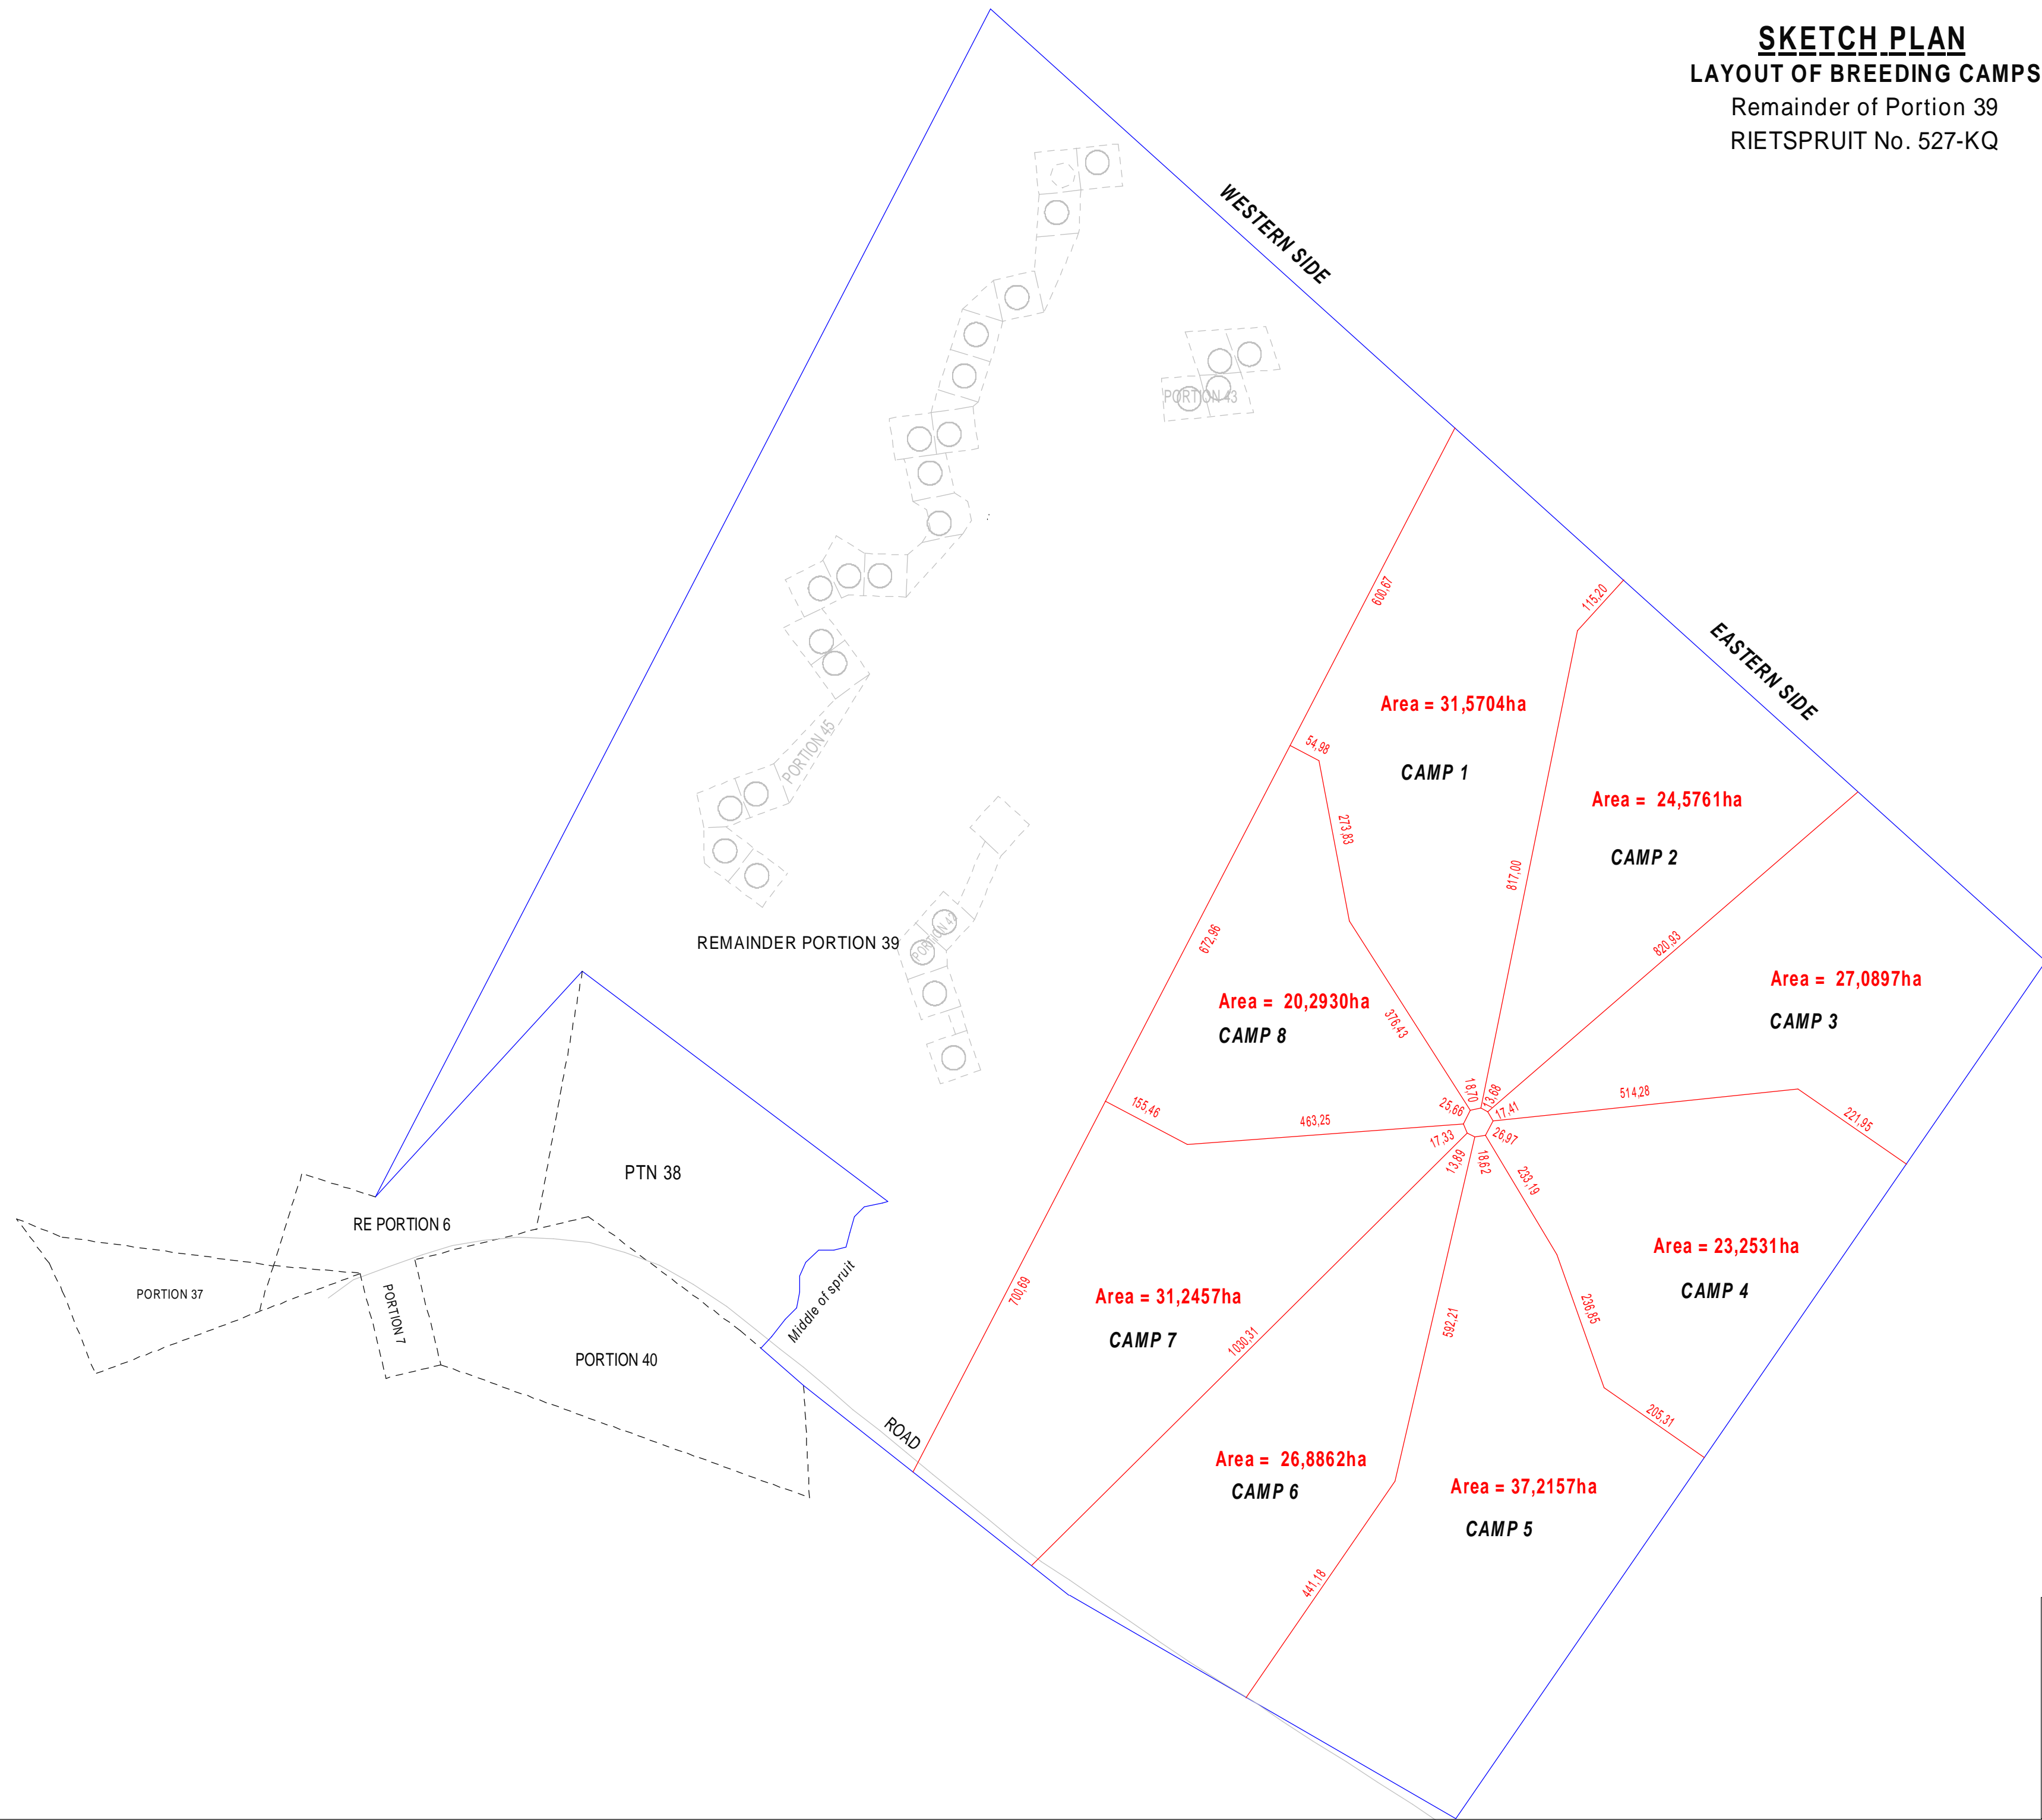 SKETCH PLAN
LAYOUT OF BREEDING CAMPS
Remainder of Portion 39
RIETSPRUIT No. 527-KQ
WESTERN SIDE
PORTION 43
600,67
115,20
EASTERN SIDE
Area = 31,5704ha
CAMP 1
54,98
PORTION 45
Area = 24,5761ha
CAMP 2
273,83
817,00
REMAINDER PORTION 39
PORTION 42
672,96
820,93
Area = 27,0897ha
CAMP 3
Area = 20,2930ha
CAMP 8
376,43
18,70
13,68
514,28
155,46
463,25
25,66
17,41
221,95
17,33
13,89
18,62
26,97
PTN 38
233,19
RE PORTION 6
Area = 23,2531ha
CAMP 4
PORTION 37
PORTION 7
Middle of spruit
700,69
Area = 31,2457ha
CAMP 7
1030,31
592,21
236,85
PORTION 40
205,31
ROAD
Area = 26,8862ha
CAMP 6
Area = 37,2157ha
CAMP 5
441,18